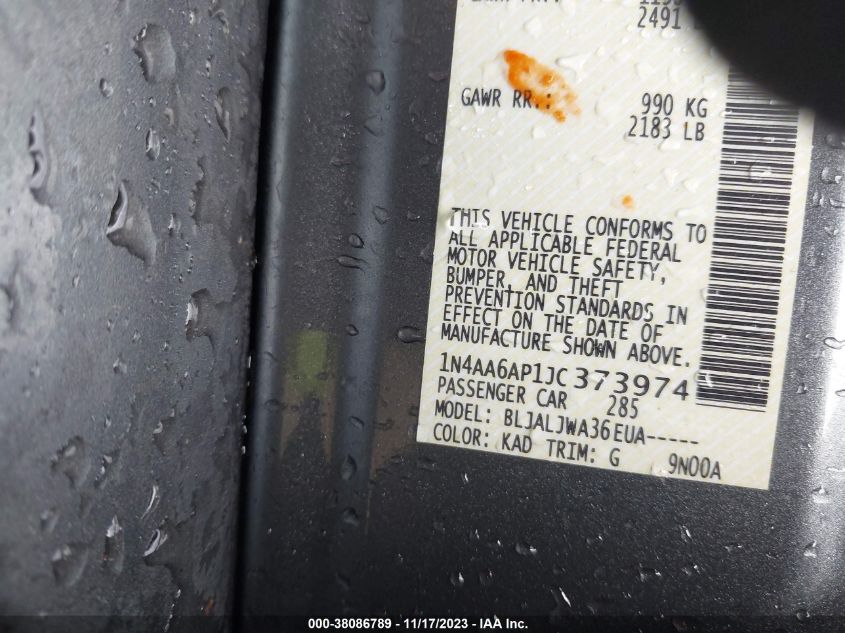 2491
GAWR RR.: 990 KG
2183 LB
THIS VEHICLE CONFORMS TO
ALL APPLICABLE FEDERAL
MOTOR VEHICLE SAFETY,
BUMPER, AND THEFT
PREVENTION STANDARDS IN
EFFECT ON THE DATE OF
MANUFACTURE SHOWN ABOVE.
1N4AA6AP1JC373974
PASSENGER CAR 285
MODEL: BLJALJWA36EUA-----
COLOR: KAD TRIM: G 9N00A
000-38086789 - 11/17/2023 - IAA Inc.